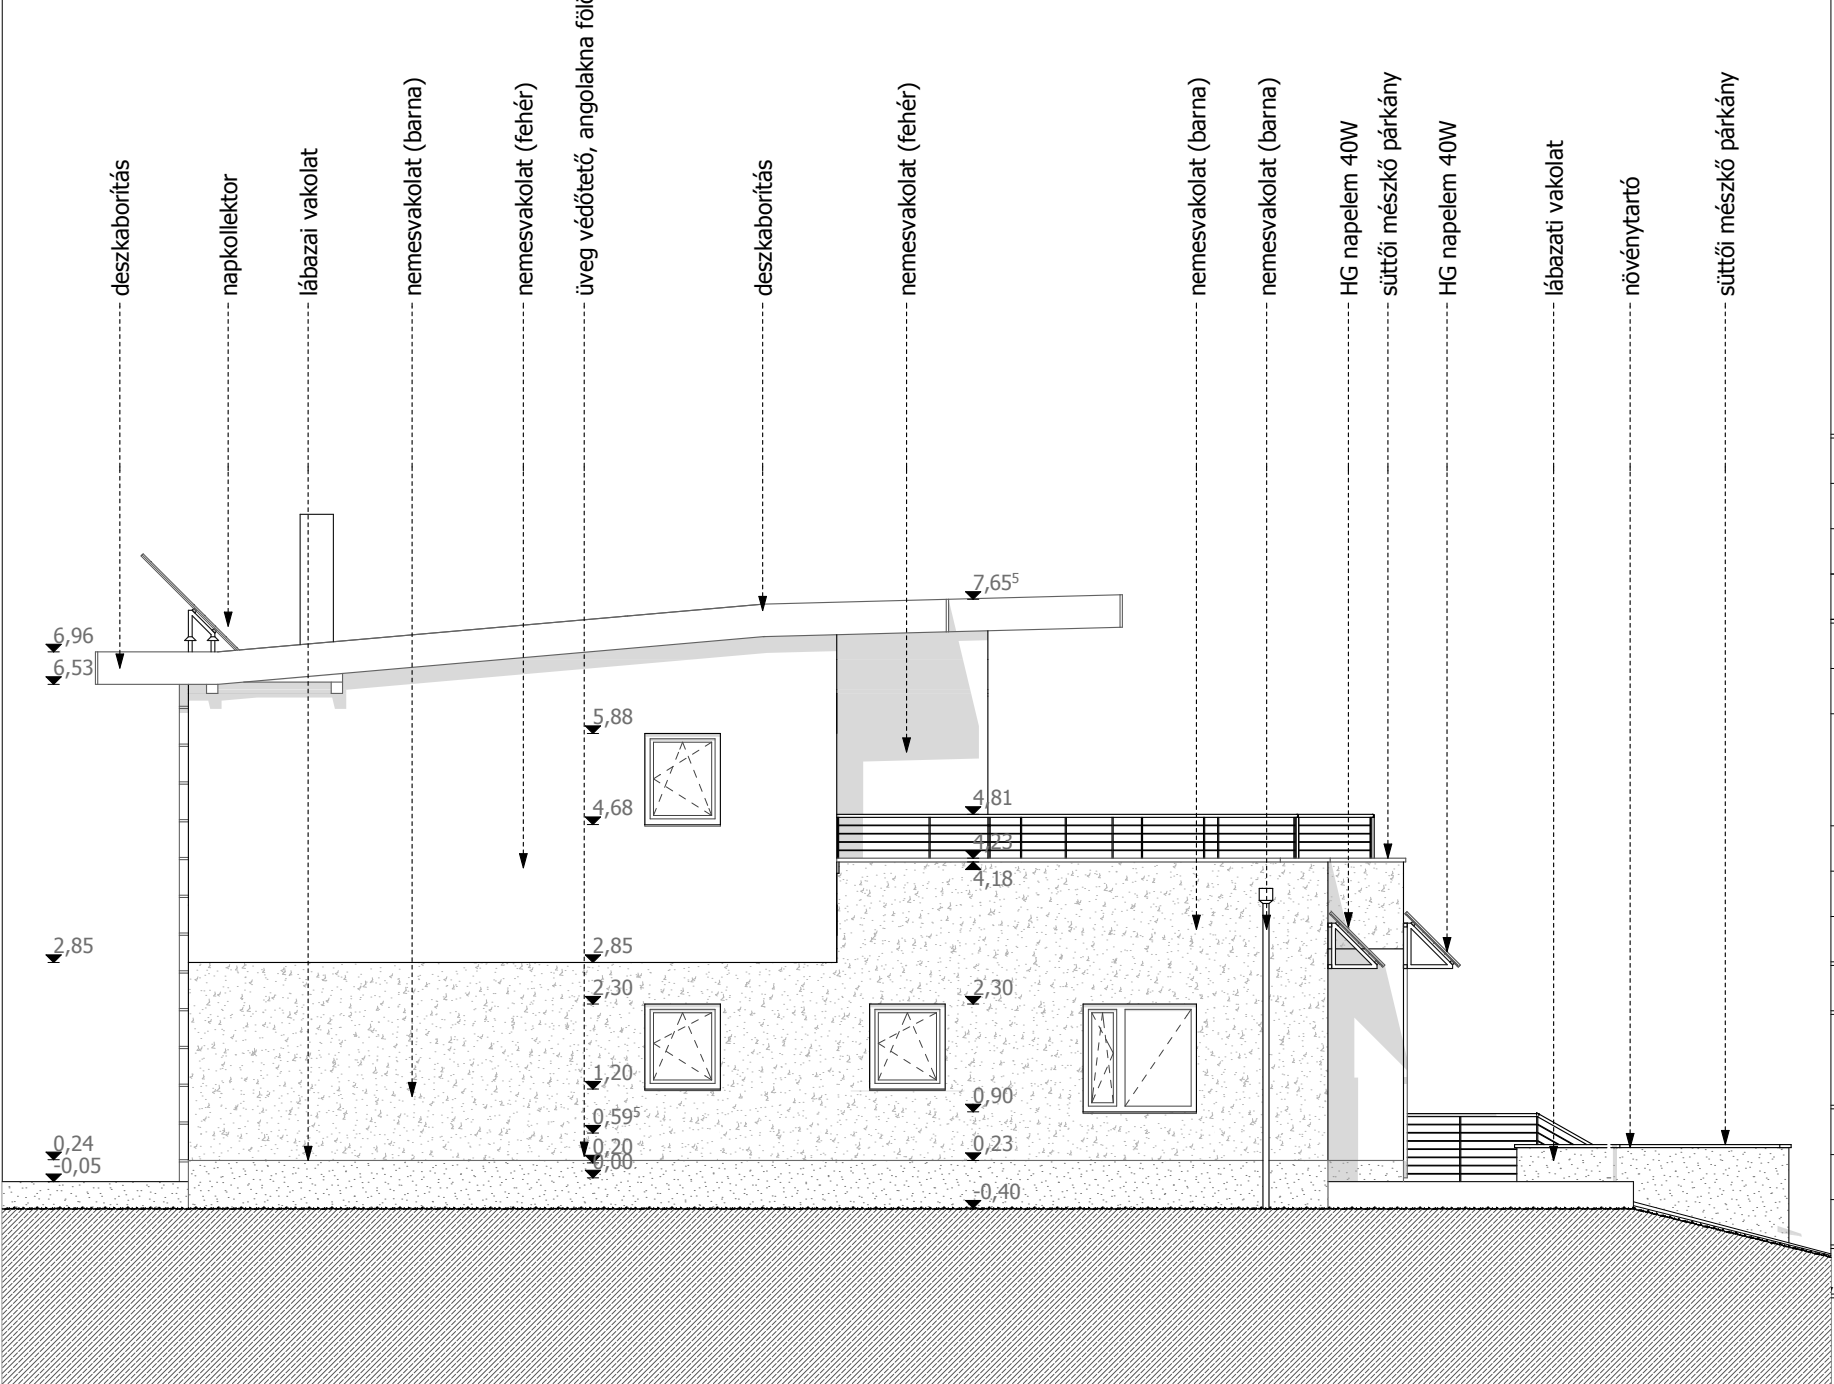 deszkaborítás
napkollektor
lábazai vakolat
nemesvakolat (barna)
nemesvakolat (fehér)
üveg védőtető, angolakna
deszkaborítás
nemesvakolat (fehér)
nemesvakolat (barna)
nemesvakolat (barna)
HG napelem 40W
süttői mészkő párkány
HG napelem 40W
lábazati vakolat
növénytartó
süttői mészkő párkány
7,65⁵
6,96
6,53
5,88
4,68
4,81
4,23
4,18
2,85
2,85
2,30
2,30
1,20
0,90
0,59⁵
0,24
0,20
0,23
-0,05
0,00
-0,40